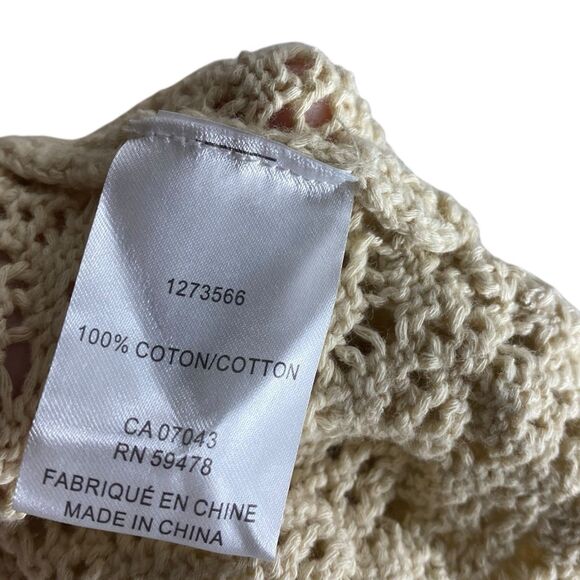 1273566
100% COTON/COTTON
CA 07043
RN 59478
FABRIQUÉ EN CHINE
MADE IN CHINA